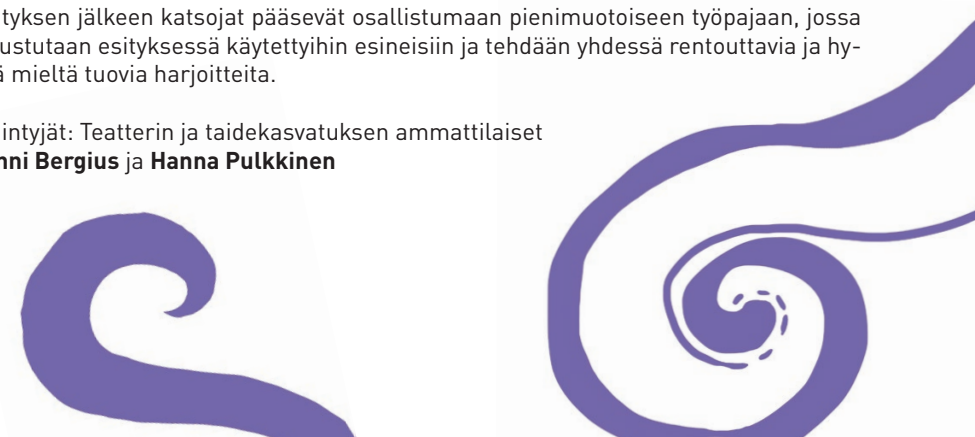 tyksen jälkeen katsojat pääsevät osallistumaan pienimuotoiseen työpajaan, jossa
ustutaan esityksessä käytettyihin esineisiin ja tehdään yhdessä rentouttavia ja hy-
ä mieltä tuovia harjoitteita.
intyjät: Teatterin ja taidekasvatuksen ammattilaiset
nni Bergius ja Hanna Pulkkinen